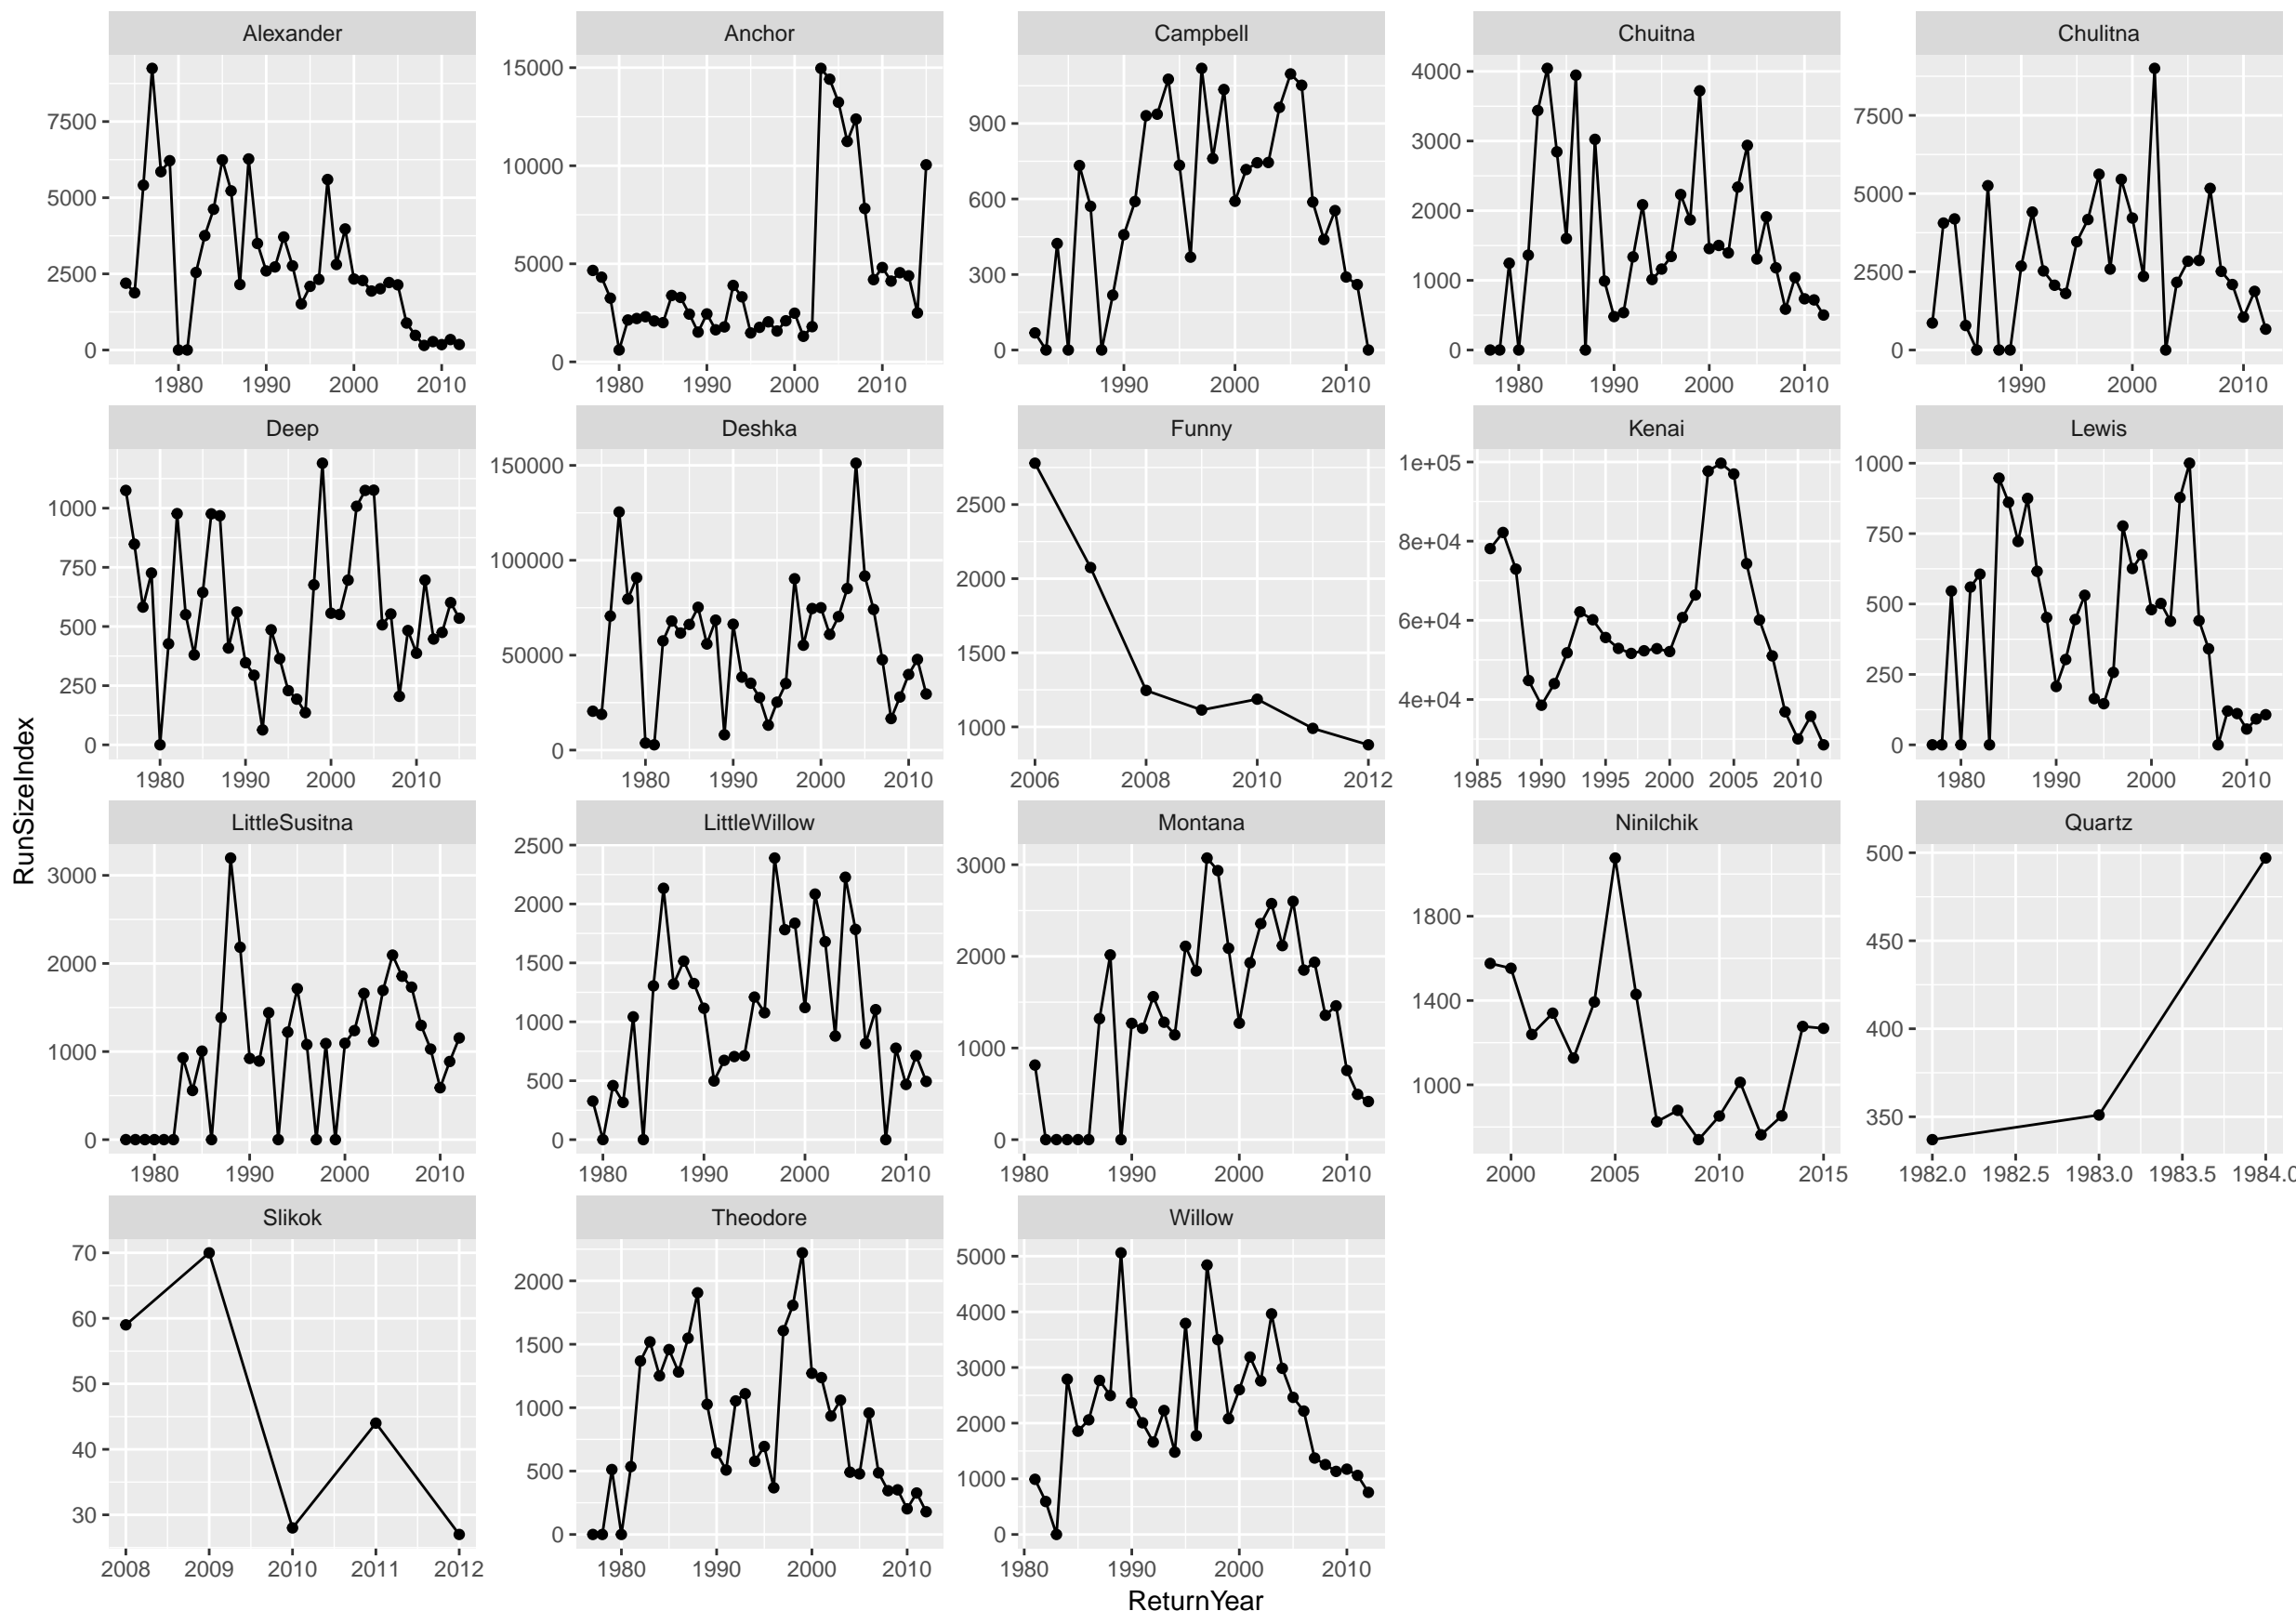 Alexander Anchor Campbell Chuitna Chulitna
0 2500 5000 7500
1980 1990 2000 2010
0 5000 10000 15000
1980 1990 2000 2010
0 300 600 900
1990 2000 2010
0 1000 2000 3000 4000
1980 1990 2000 2010
0 2500 5000 7500
1990 2000 2010
Deep Deshka Funny Kenai Lewis
0 250 500 750 1000
1980 1990 2000 2010
0 50000 100000 150000
1980 1990 2000 2010
1000 1500 2000 2500
2006 2008 2010 2012
4e+04 6e+04 8e+04 1e+05
1985 1990 1995 2000 2005 2010
0 250 500 750 1000
1980 1990 2000 2010
LittleSusitna LittleWillow Montana Ninilchik Quartz
0 1000 2000 3000
1980 1990 2000 2010
0 500 1000 1500 2000 2500
1980 1990 2000 2010
0 1000 2000 3000
1980 1990 2000 2010
1000 1400 1800
2000 2005 2010 2015
350 400 450 500
1982.0 1982.5 1983.0 1983.5 1984.0
Slikok Theodore Willow
30 40 50 60 70
2008 2009 2010 2011 2012
0 500 1000 1500 2000
1980 1990 2000 2010
0 1000 2000 3000 4000 5000
1980 1990 2000 2010
RunSizeIndex
ReturnYear